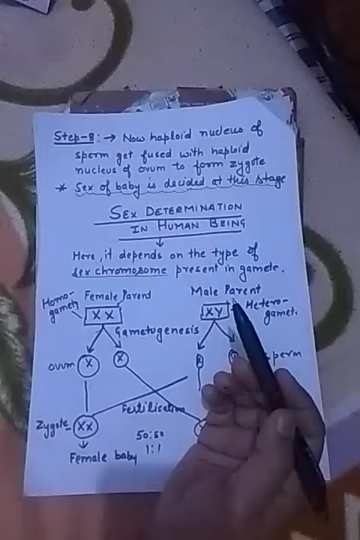 Step-8: → Now haploid nucleus of
sperm get fused with haploid
nucleus of ovum to form zygote
* Sex of baby is decided at this stage
SEX DETERMINATION
IN HUMAN BEING
Here, it depends on the type of
sex chromosome present in gamete.
Homo-
gametic
Female Parent
XX
Male Parent
XY
Hetero-
gamet.
Gametogenesis
ovum
X
X
sperm
Fertilization
Zygote
XX
50:50
1:1
Female baby